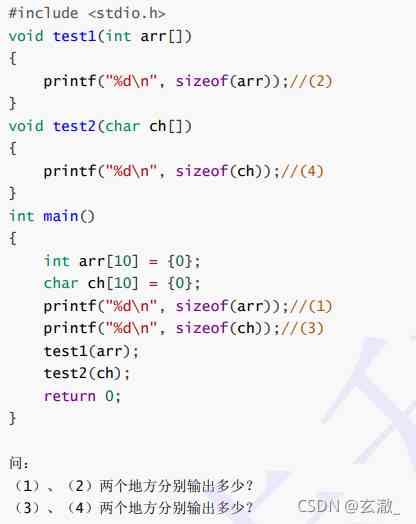 #include <stdio.h>
void test1(int arr[])
{
    printf("%d\n", sizeof(arr));//(2)
}
void test2(char ch[])
{
    printf("%d\n", sizeof(ch));//(4)
}
int main()
{
    int arr[10] = {0};
    char ch[10] = {0};
    printf("%d\n", sizeof(arr));//(1)
    printf("%d\n", sizeof(ch));//(3)
    test1(arr);
    test2(ch);
    return 0;
}
问：
（1）、（2）两个地方分别输出多少？
（3）、（4）两个地方分别输出多少？
CSDN @玄澈_